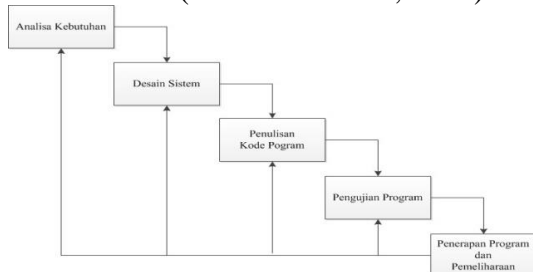 Analisa Kebutuhan
Desain Sistem
Penulisan
Kode Pogram
Pengujian Program
Penerapan Program
dan
Pemeliharaan